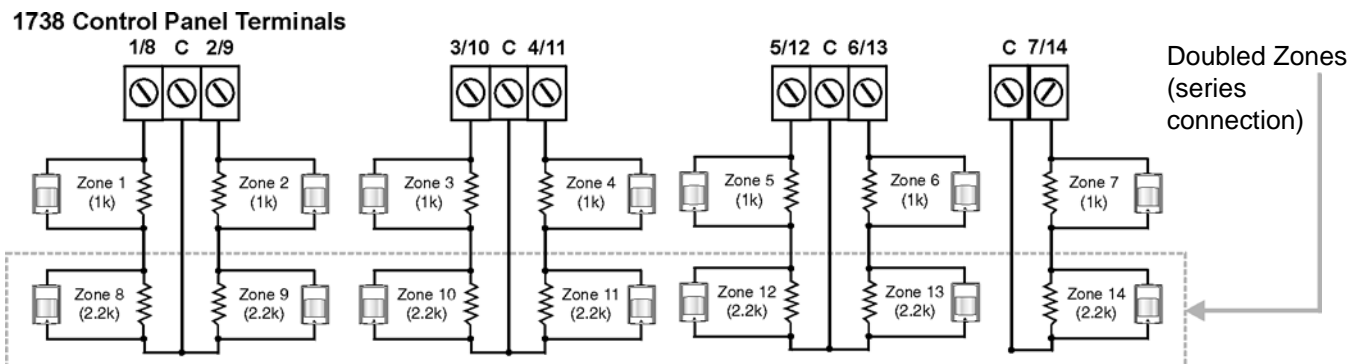 1738 Control Panel Terminals
1/8 C 2/9 3/10 C 4/11 5/12 C 6/13 C 7/14
Doubled Zones
(series
connection)
Zone 1
(1k)
Zone 2
(1k)
Zone 3
(1k)
Zone 4
(1k)
Zone 5
(1k)
Zone 6
(1k)
Zone 7
(1k)
Zone 8
(2.2k)
Zone 9
(2.2k)
Zone 10
(2.2k)
Zone 11
(2.2k)
Zone 12
(2.2k)
Zone 13
(2.2k)
Zone 14
(2.2k)